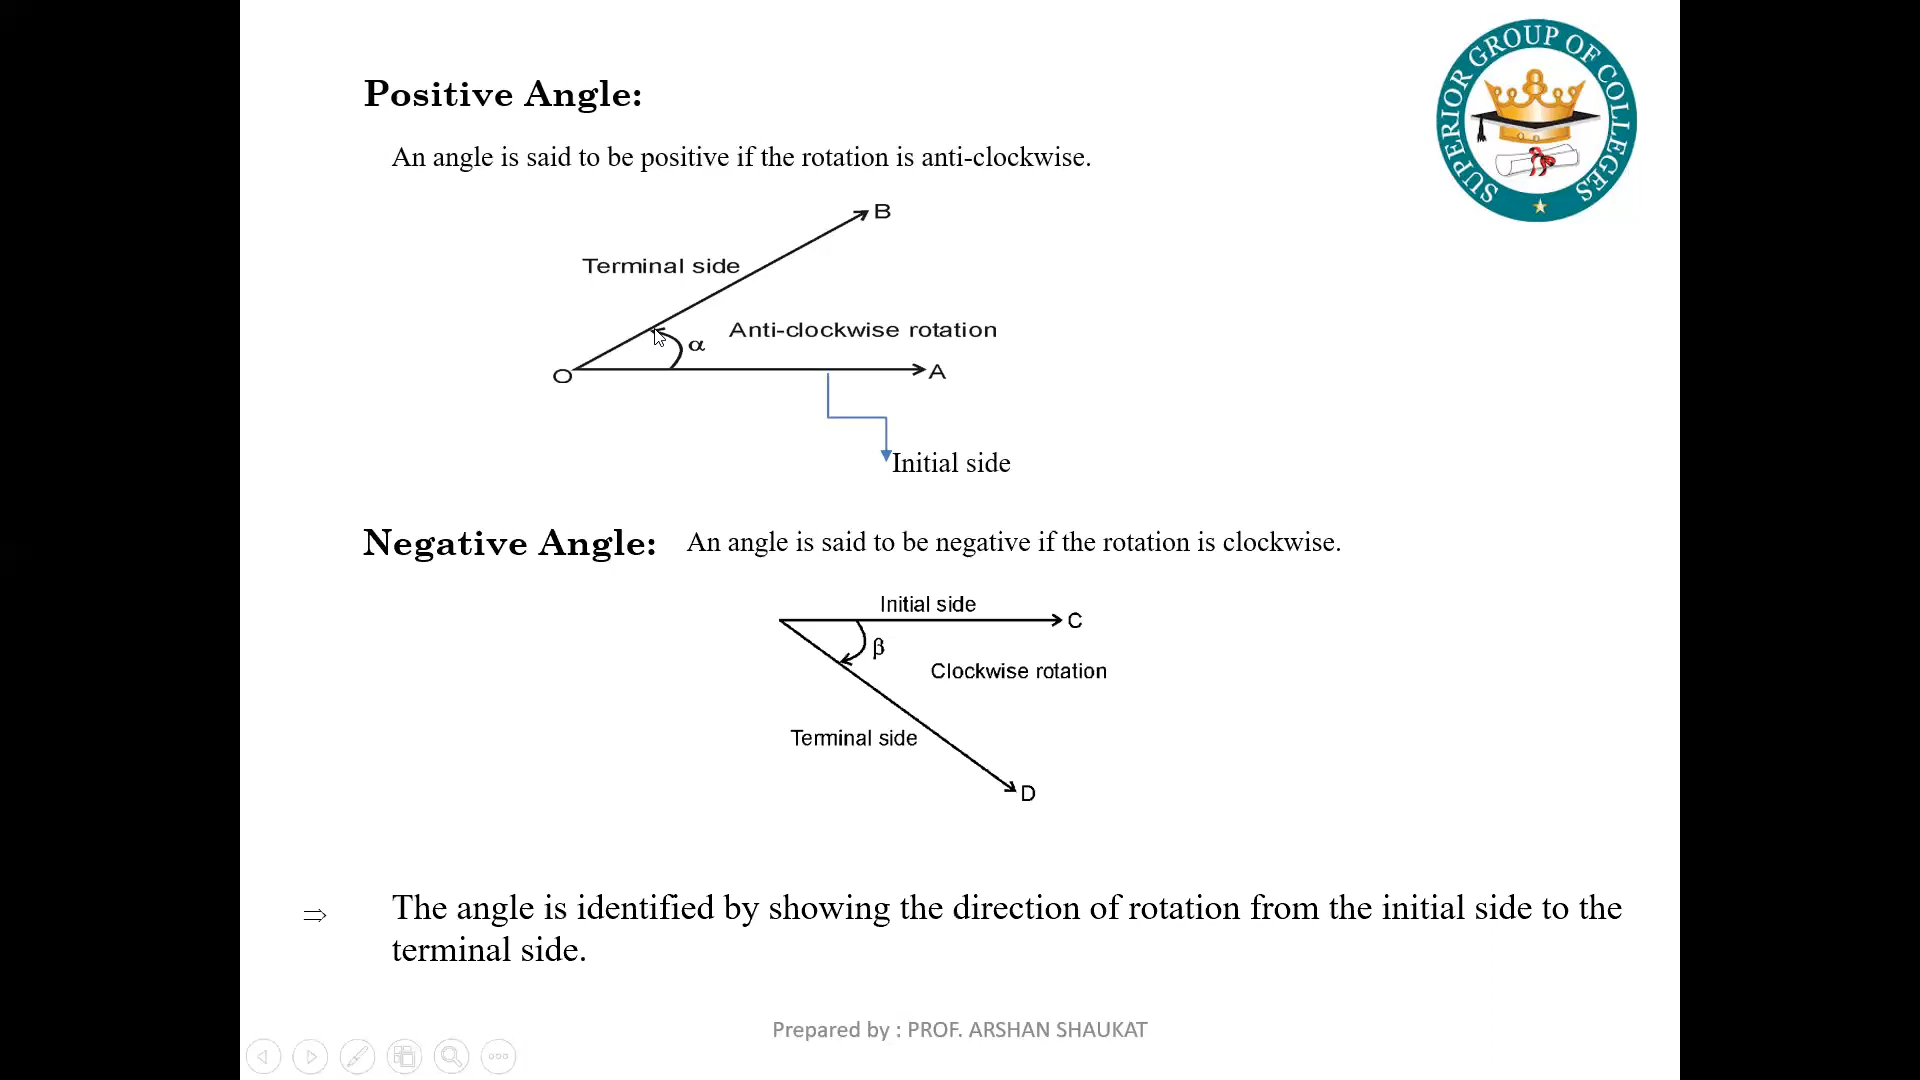 SUPERIOR GROUP OF COLLEGES
Positive Angle:
An angle is said to be positive if the rotation is anti-clockwise.
B
Terminal side
Anti-clockwise rotation
α
O
A
Initial side
Negative Angle: An angle is said to be negative if the rotation is clockwise.
Initial side
C
β
Clockwise rotation
Terminal side
D
⇒ The angle is identified by showing the direction of rotation from the initial side to the
terminal side.
Prepared by : PROF. ARSHAN SHAUKAT